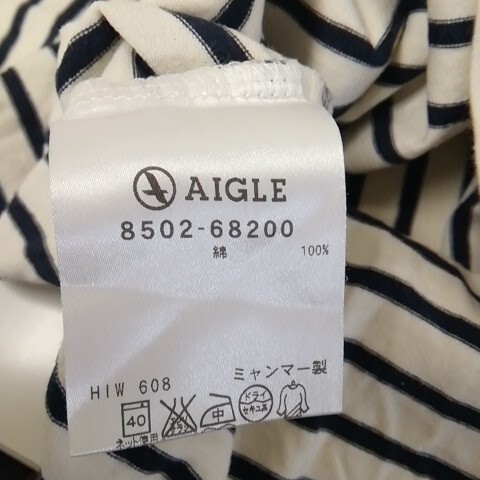 AIGLE
8502-68200
綿 100%
HIW 608 ミャンマー製
40 中 ドライ セキユ系
ネット使用